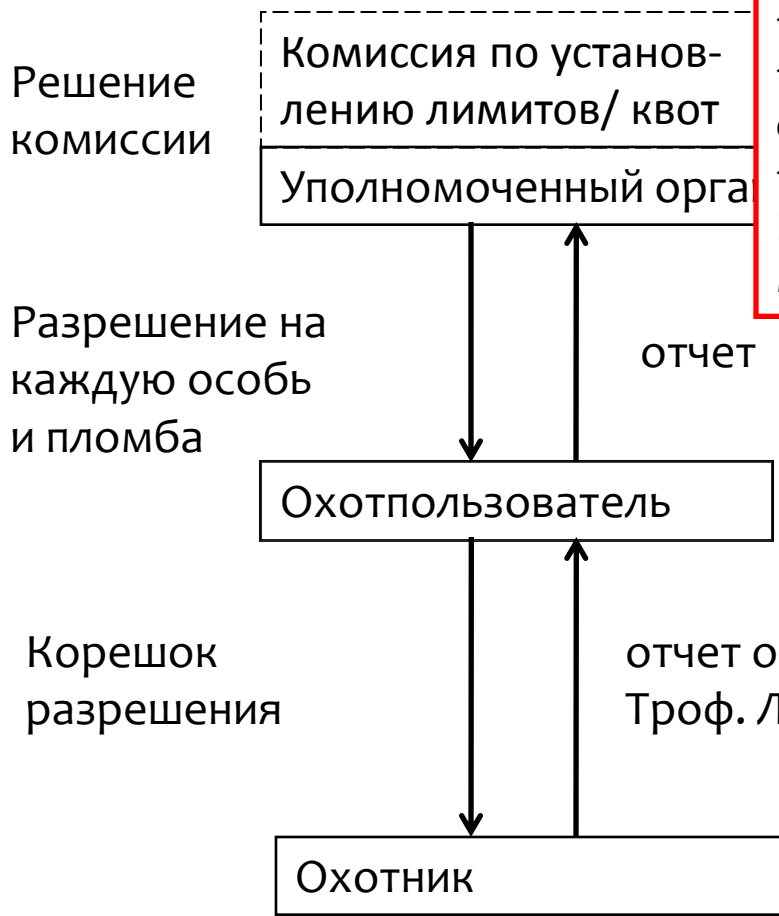 Решение
комиссии
Комиссия по установ-
лению лимитов/ квот
Уполномоченный
Разрешение на
каждую особь
и пломба
отчет
Охотпользователь
Корешок
разрешения
отчет о
Троф.
Охотник